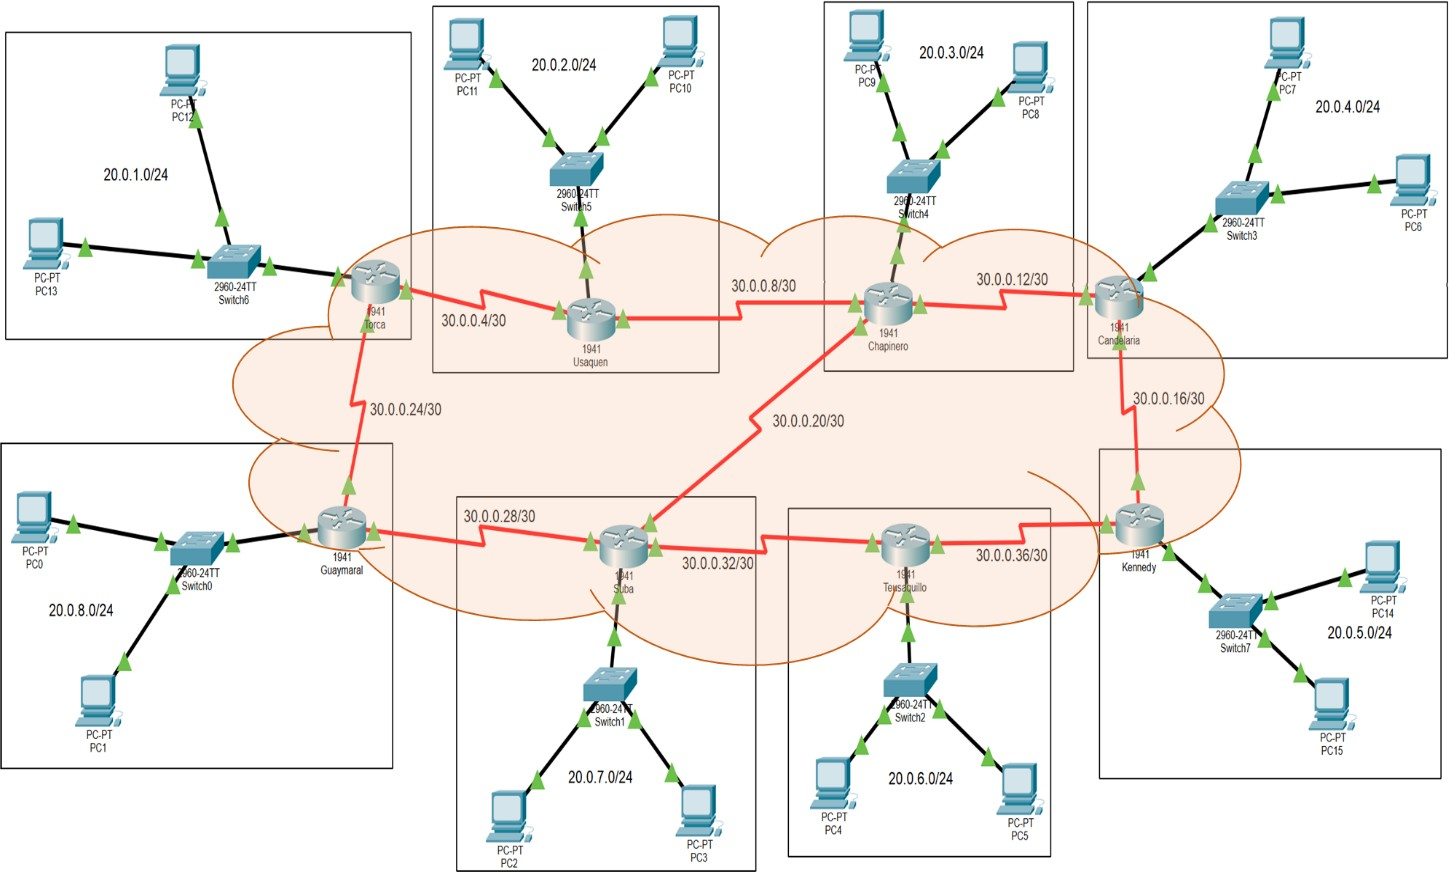 PC-PT
PC12
20.0.1.0/24
PC-PT
PC13
2960-24TT
Switch6
1941
Torca
PC-PT
PC11
20.0.2.0/24
PC-PT
PC10
2960-24TT
Switch5
1941
Usaquen
PC-PT
PC9
20.0.3.0/24
PC-PT
PC8
2960-24TT
Switch4
1941
Chapinero
PC-PT
PC7
20.0.4.0/24
PC-PT
PC6
2960-24TT
Switch3
1941
Candelaria
30.0.0.4/30
30.0.0.8/30
30.0.0.12/30
30.0.0.24/30
30.0.0.20/30
30.0.0.16/30
30.0.0.28/30
30.0.0.32/30
30.0.0.36/30
PC-PT
PC0
2960-24TT
Switch0
1941
Guaymaral
20.0.8.0/24
PC-PT
PC1
1941
Suba
2960-24TT
Switch1
20.0.7.0/24
PC-PT
PC2
PC-PT
PC3
1941
Teusaquillo
2960-24TT
Switch2
20.0.6.0/24
PC-PT
PC4
PC-PT
PC5
1941
Kennedy
2960-24TT
Switch7
PC-PT
PC14
20.0.5.0/24
PC-PT
PC15